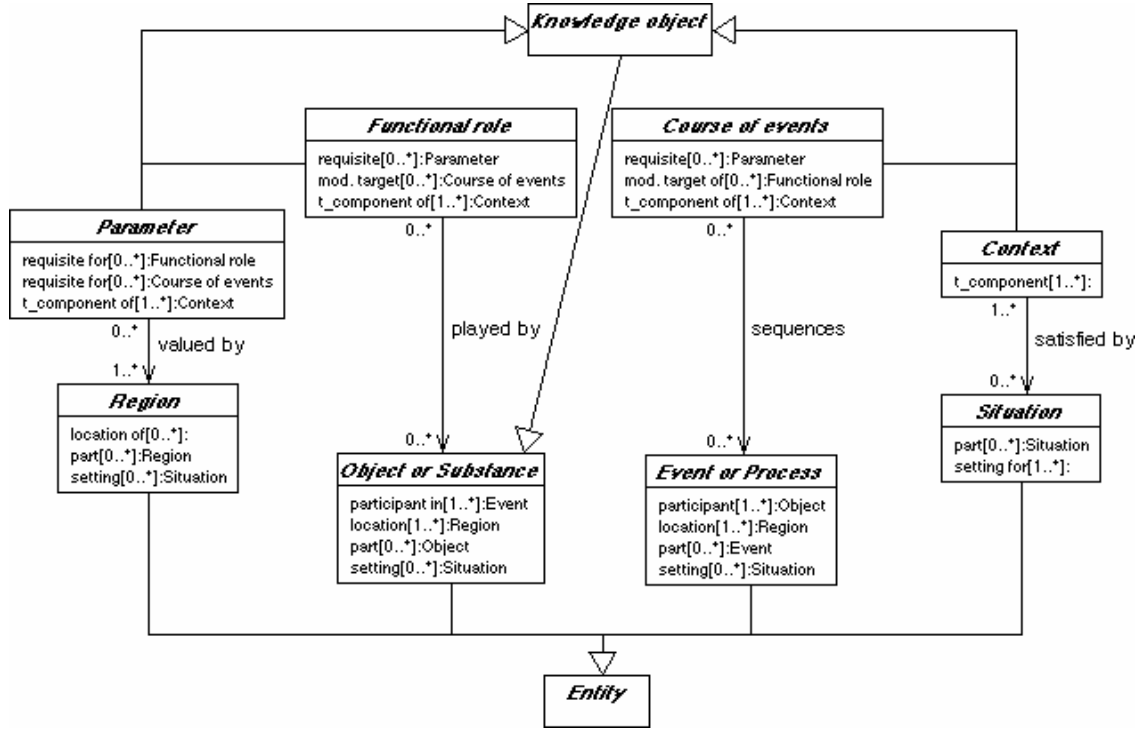 Knowledge object
Functional role
requisite[0..*]:Parameter
mod. target[0..*]:Course of events
t_component of[1..*]:Context
Course of events
requisite[0..*]:Parameter
mod. target of[0..*]:Functional role
t_component of[1..*]:Context
Parameter
requisite for[0..*]:Functional role
requisite for[0..*]:Course of events
t_component of[1..*]:Context
Context
t_component[1..*]:
0..*
0..*
0..*
1..*
valued by
played by
sequences
satisfied by
1..*
0..*
0..*
0..*
Region
location of[0..*]:
part[0..*]:Region
setting[0..*]:Situation
Object or Substance
participant in[1..*]:Event
location[1..*]:Region
part[0..*]:Object
setting[0..*]:Situation
Event or Process
participant[1..*]:Object
location[1..*]:Region
part[0..*]:Event
setting[0..*]:Situation
Situation
part[0..*]:Situation
setting for[1..*]:
Entity